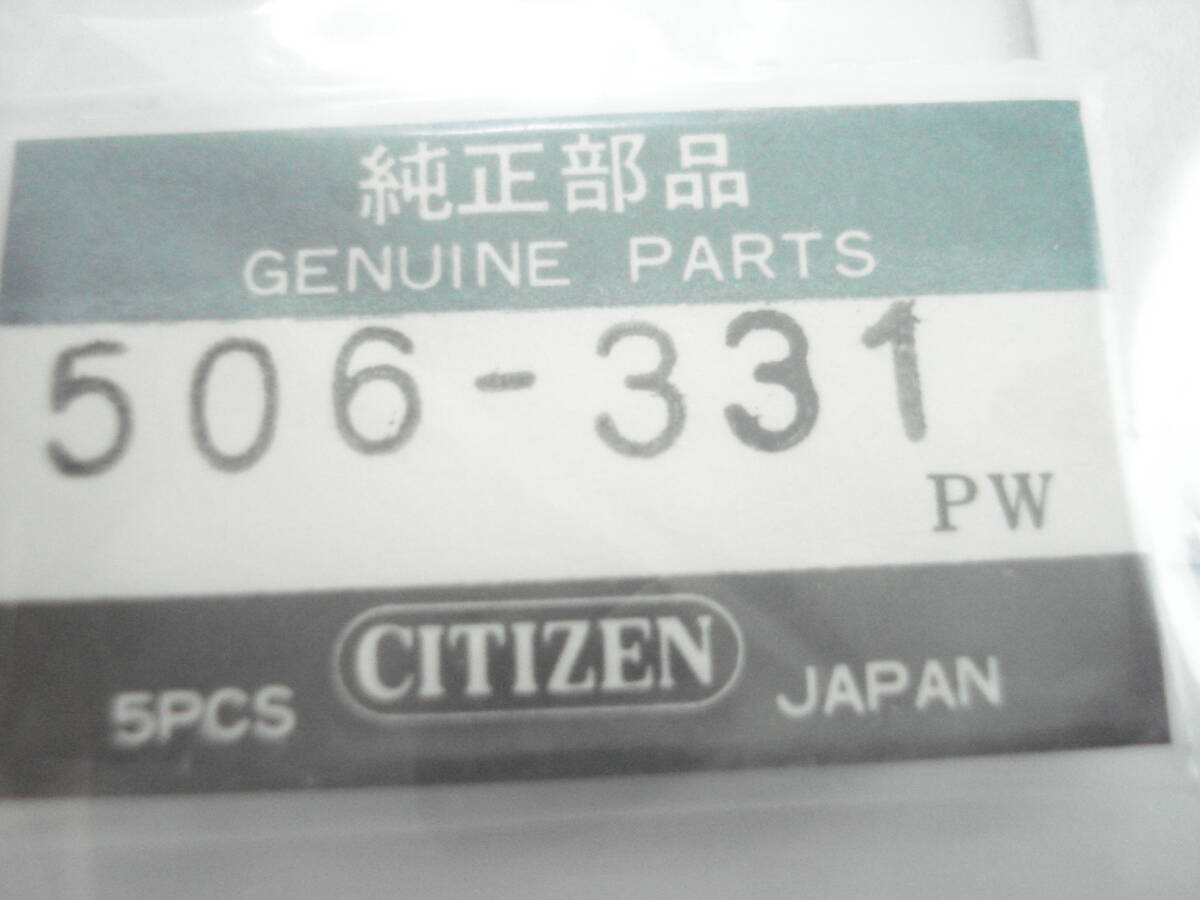 純正部品
GENUINE PARTS
506-331
PW
5PCS CITIZEN JAPAN